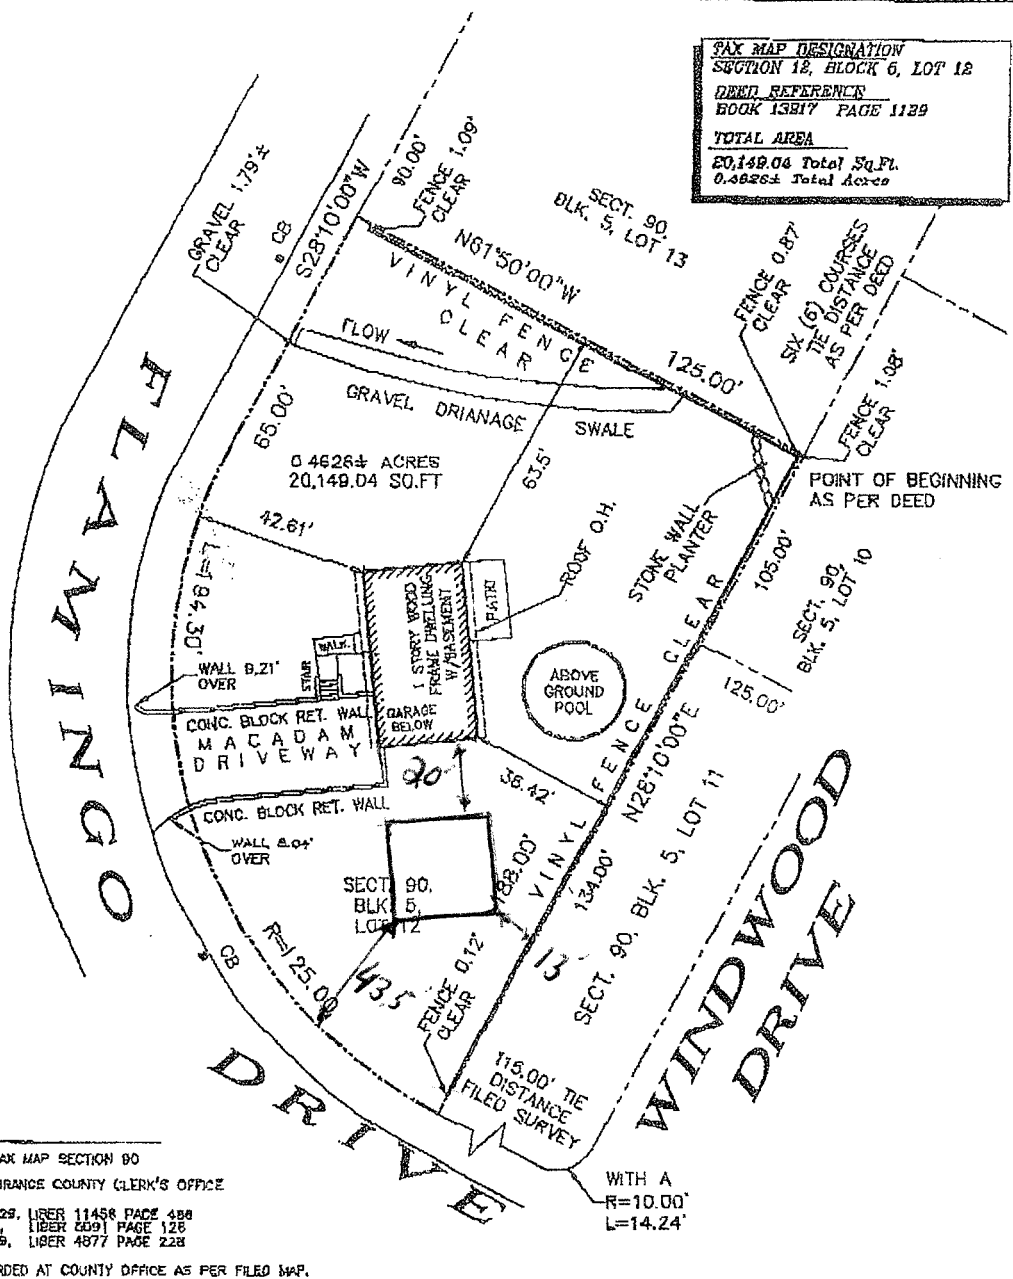 TAX MAP DESIGNATION
SECTION 12, BLOCK 6, LOT 12
DEED REFERENCE
BOOK 13217 PAGE 1129
TOTAL AREA
20,149.04 Total Sq.Ft.
0.4626± Total Acres
GRAVEL 1.79'±
CLEAR
CB
S28°10'00"W
90.00'
FENCE 1.09'
CLEAR
SECT. 90,
BLK. 5, LOT 13
N61°50'00"W
VINYL FENCE
CLEAR
FENCE 0.87'
CLEAR
SIX (6) COURSES
TIE DISTANCE
AS PER DEED
FLOW
125.00'
FENCE 1.08'
CLEAR
GRAVEL DRIANAGE SWALE
65.00'
0.4626± ACRES
20,149.04 SQ.FT
63.5'
POINT OF BEGINNING
AS PER DEED
42.61'
ROOF O.H.
STONE WALL
PLANTER
105.00'
SECT. 90,
BLK. 5, LOT 10
L=194.30'
1 STORY WOOD
FRAME DWELLING
W/BASEMENT
PATIO
WALK
STAIR
WALL 8.21'
OVER
ABOVE
GROUND
POOL
125.00'
CONC. BLOCK RET. WALL
GARAGE
BELOW
MACADAM
DRIVEWAY
VINYL FENCE CLEAR
N28°10'00"E
20
38.42'
CONC. BLOCK RET. WALL
WALL 8.04'
OVER
188.00'
134.00'
SECT. 90, BLK. 5, LOT 11
SECT. 90,
BLK. 5,
LOT 12
R=125.00
CB
43.5
13'
FENCE 0.12'
CLEAR
115.00' TIE
DISTANCE
FILED SURVEY
FLAMINGO
DRIVE
WINDWOOD
DRIVE
WITH A
R=10.00'
L=14.24'
AX MAP SECTION 90
RANCE COUNTY CLERK'S OFFICE
29, LIBER 11456 PAGE 486
LIBER PAGE 126
9, LIBER 4877 PAGE 228
RDED AT COUNTY OFFICE AS PER FILED MAP.